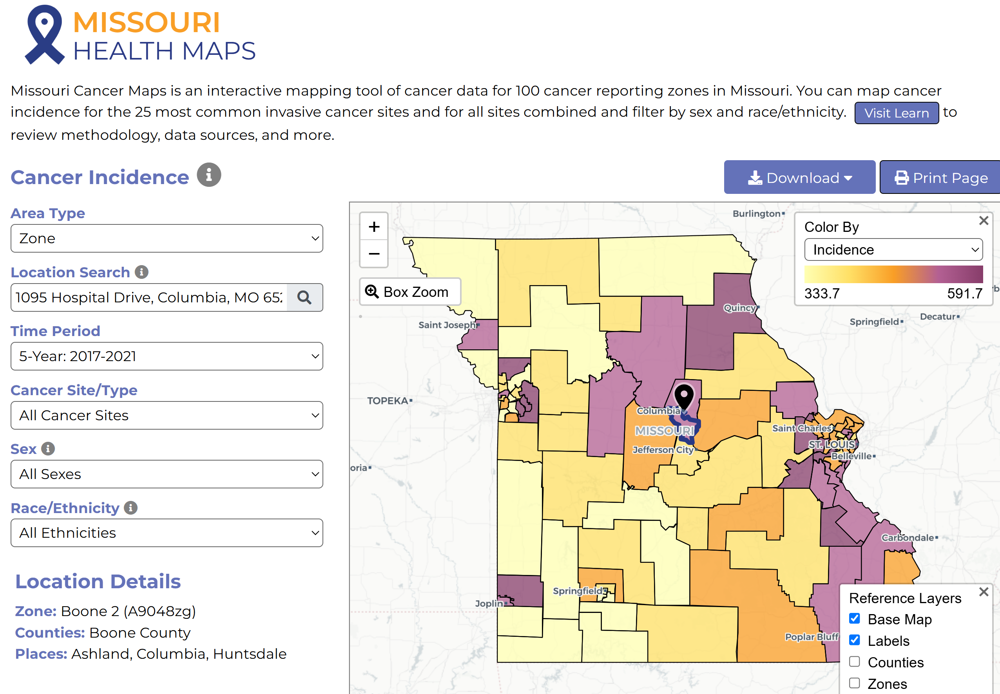 MISSOURI
HEALTH MAPS
Missouri Cancer Maps is an interactive mapping tool of cancer data for 100 cancer reporting zones in Missouri. You can map cancer
incidence for the 25 most common invasive cancer sites and for all sites combined and filter by sex and race/ethnicity. Visit Learn to
review methodology, data sources, and more.
Cancer Incidence
Download
Print Page
Area Type
Zone
Location Search
1095 Hospital Drive, Columbia, MO 652
Time Period
5-Year: 2017-2021
Cancer Site/Type
All Cancer Sites
Sex
All Sexes
Race/Ethnicity
All Ethnicities
Location Details
Zone: Boone 2 (A9048zg)
Counties: Boone County
Places: Ashland, Columbia, Huntsdale
+
−
Box Zoom
Burlington
Color By
Incidence
333.7 591.7
Quincy
Springfield
Decatur
Saint Joseph
TOPEKA
Columbia
MISSOURI
Saint Charles
ST. LOUIS
Jefferson City
Belleville
oria
Carbondale
Springfield
Joplin
Poplar Bluff
Reference Layers
Base Map
Labels
Counties
Zones